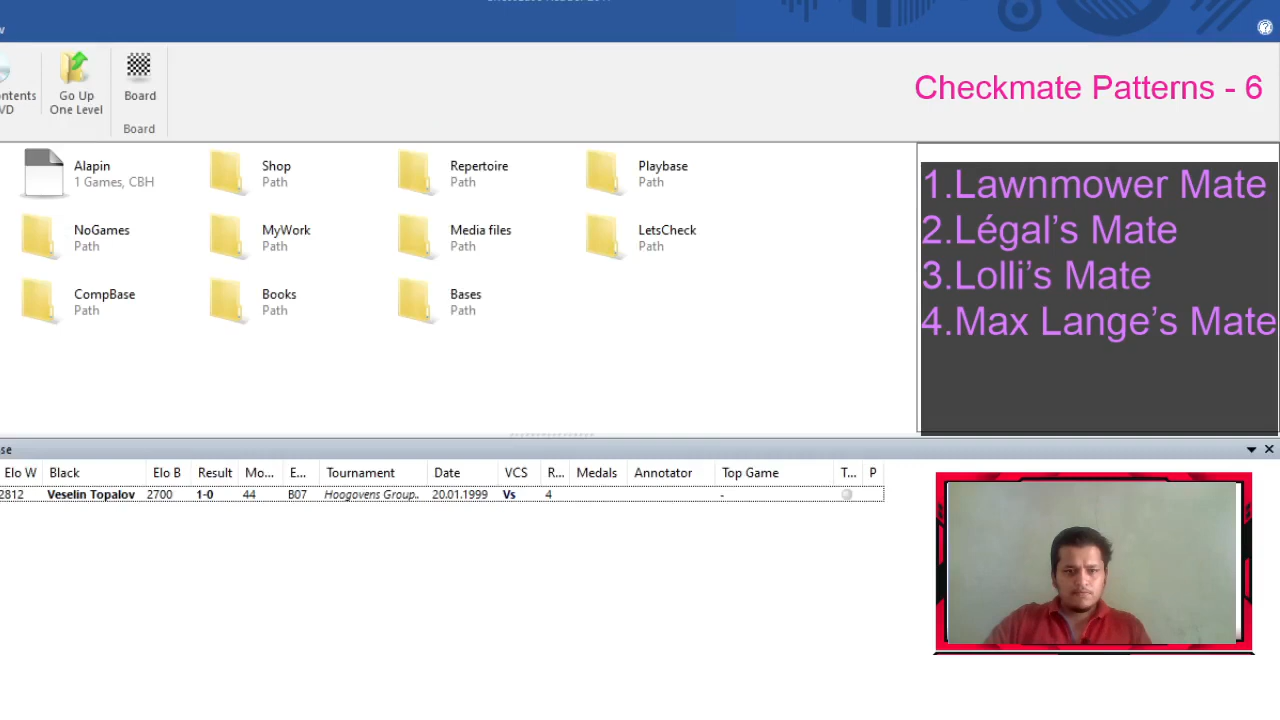 w
Checkmate Patterns - 6
ontents
VD
Go Up
One Level
Board
Board
Alapin
1 Games, CBH
Shop
Path
Repertoire
Path
Playbase
Path
NoGames
Path
MyWork
Path
Media files
Path
LetsCheck
Path
CompBase
Path
Books
Path
Bases
Path
1.Lawnmower Mate
2.Légal’s Mate
3.Lolli’s Mate
4.Max Lange’s Mate
se
Elo W Black Elo B Result Mo... E... Tournament Date VCS R... Medals Annotator Top Game T... P
2812 Veselin Topalov 2700 1-0 44 B07 Hoogovens Group.. 20.01.1999 Vs 4 -